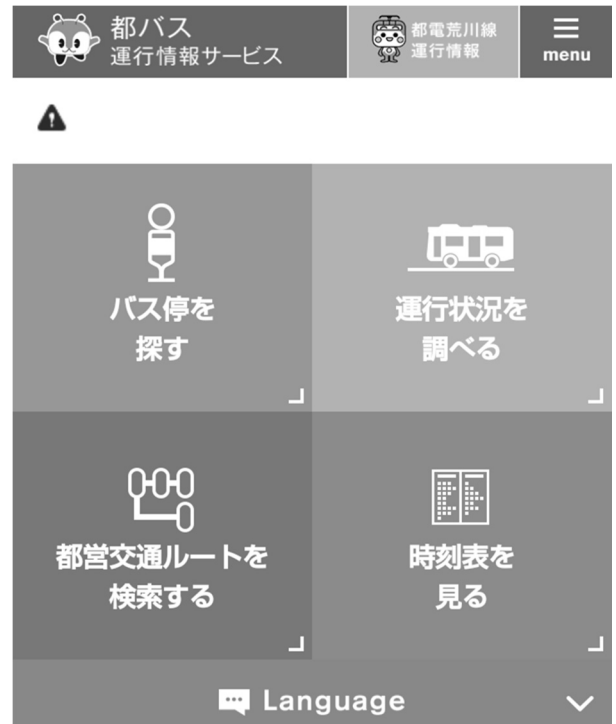 都バス
運行情報サービス
都電荒川線
運行情報
menu
バス停を
探す
運行状況を
調べる
都営交通ルートを
検索する
時刻表を
見る
Language